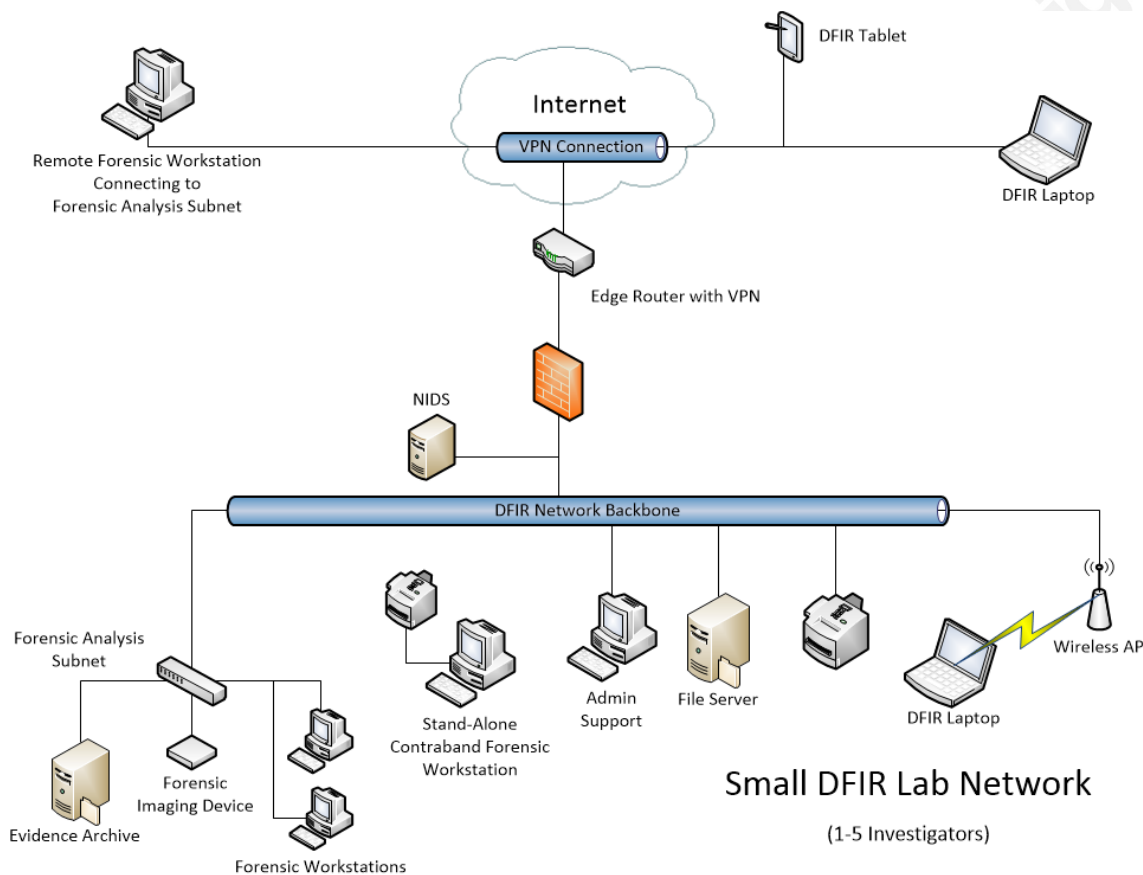 DFIR Tablet
Internet
VPN Connection
Remote Forensic Workstation
Connecting to
Forensic Analysis Subnet
DFIR Laptop
Edge Router with VPN
NIDS
DFIR Network Backbone
Forensic Analysis
Subnet
Wireless AP
Admin
Support
File Server
DFIR Laptop
Stand-Alone
Contraband Forensic
Workstation
Forensic
Imaging Device
Evidence Archive
Forensic Workstations
Small DFIR Lab Network
(1-5 Investigators)